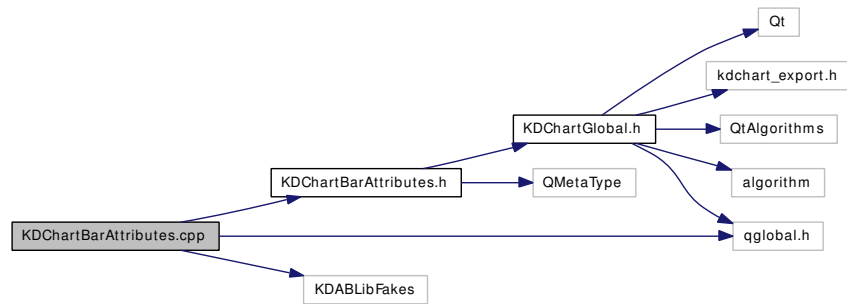 Qt
kdchart_export.h
KDChartGlobal.h
QtAlgorithms
KDChartBarAttributes.h
QMetaType
algorithm
KDChartBarAttributes.cpp
qglobal.h
KDABLibFakes